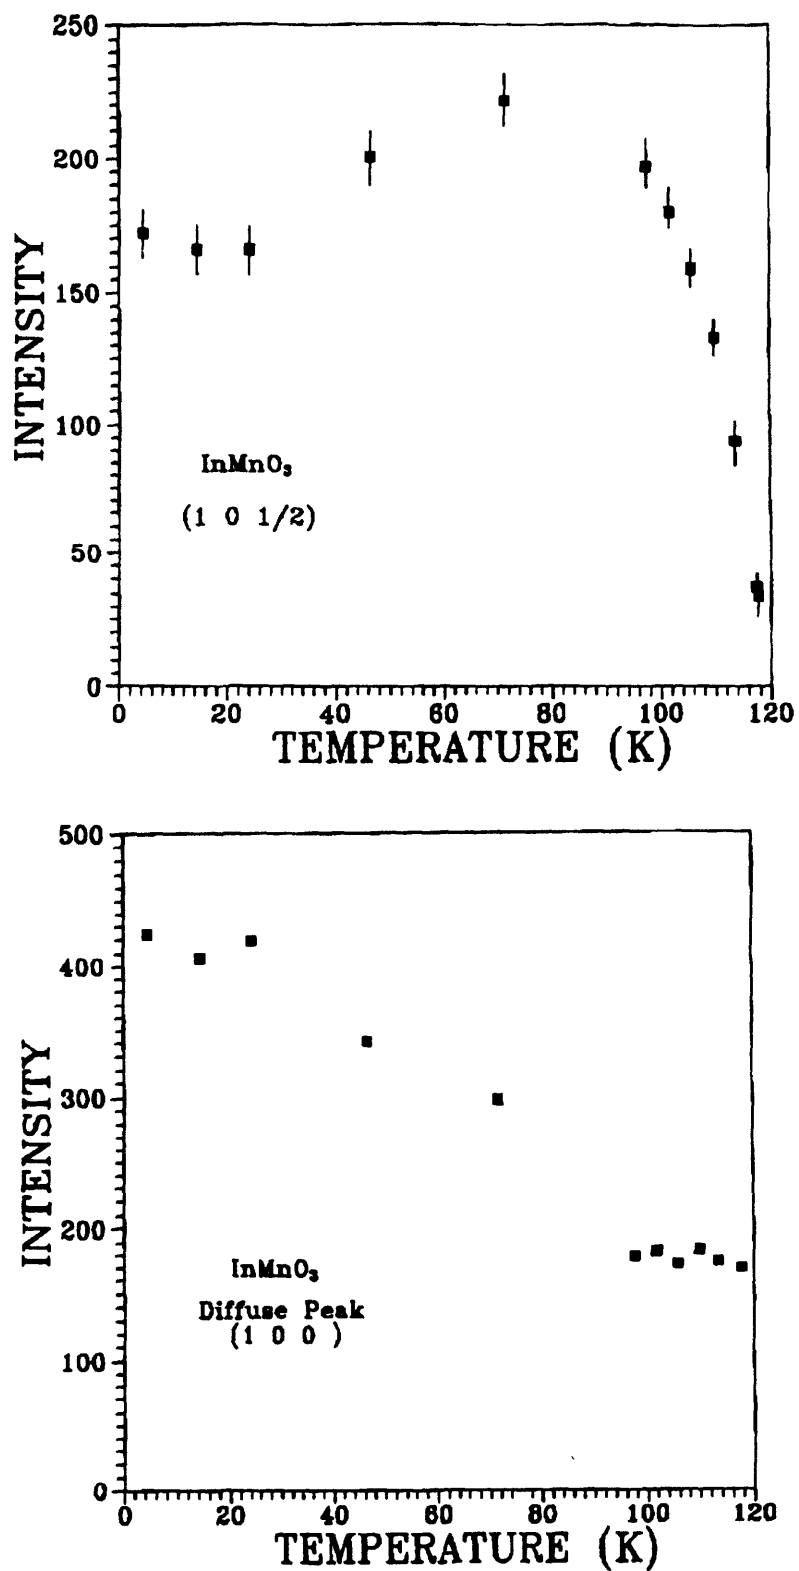 250
200
150
100
50
0
INTENSITY
InMnO₃
(1 0 1/2)
0 20 40 60 80 100 120
TEMPERATURE (K)
500
400
300
200
100
0
INTENSITY
InMnO₃
Diffuse Peak
(1 0 0 )
0 20 40 60 80 100 120
TEMPERATURE (K)